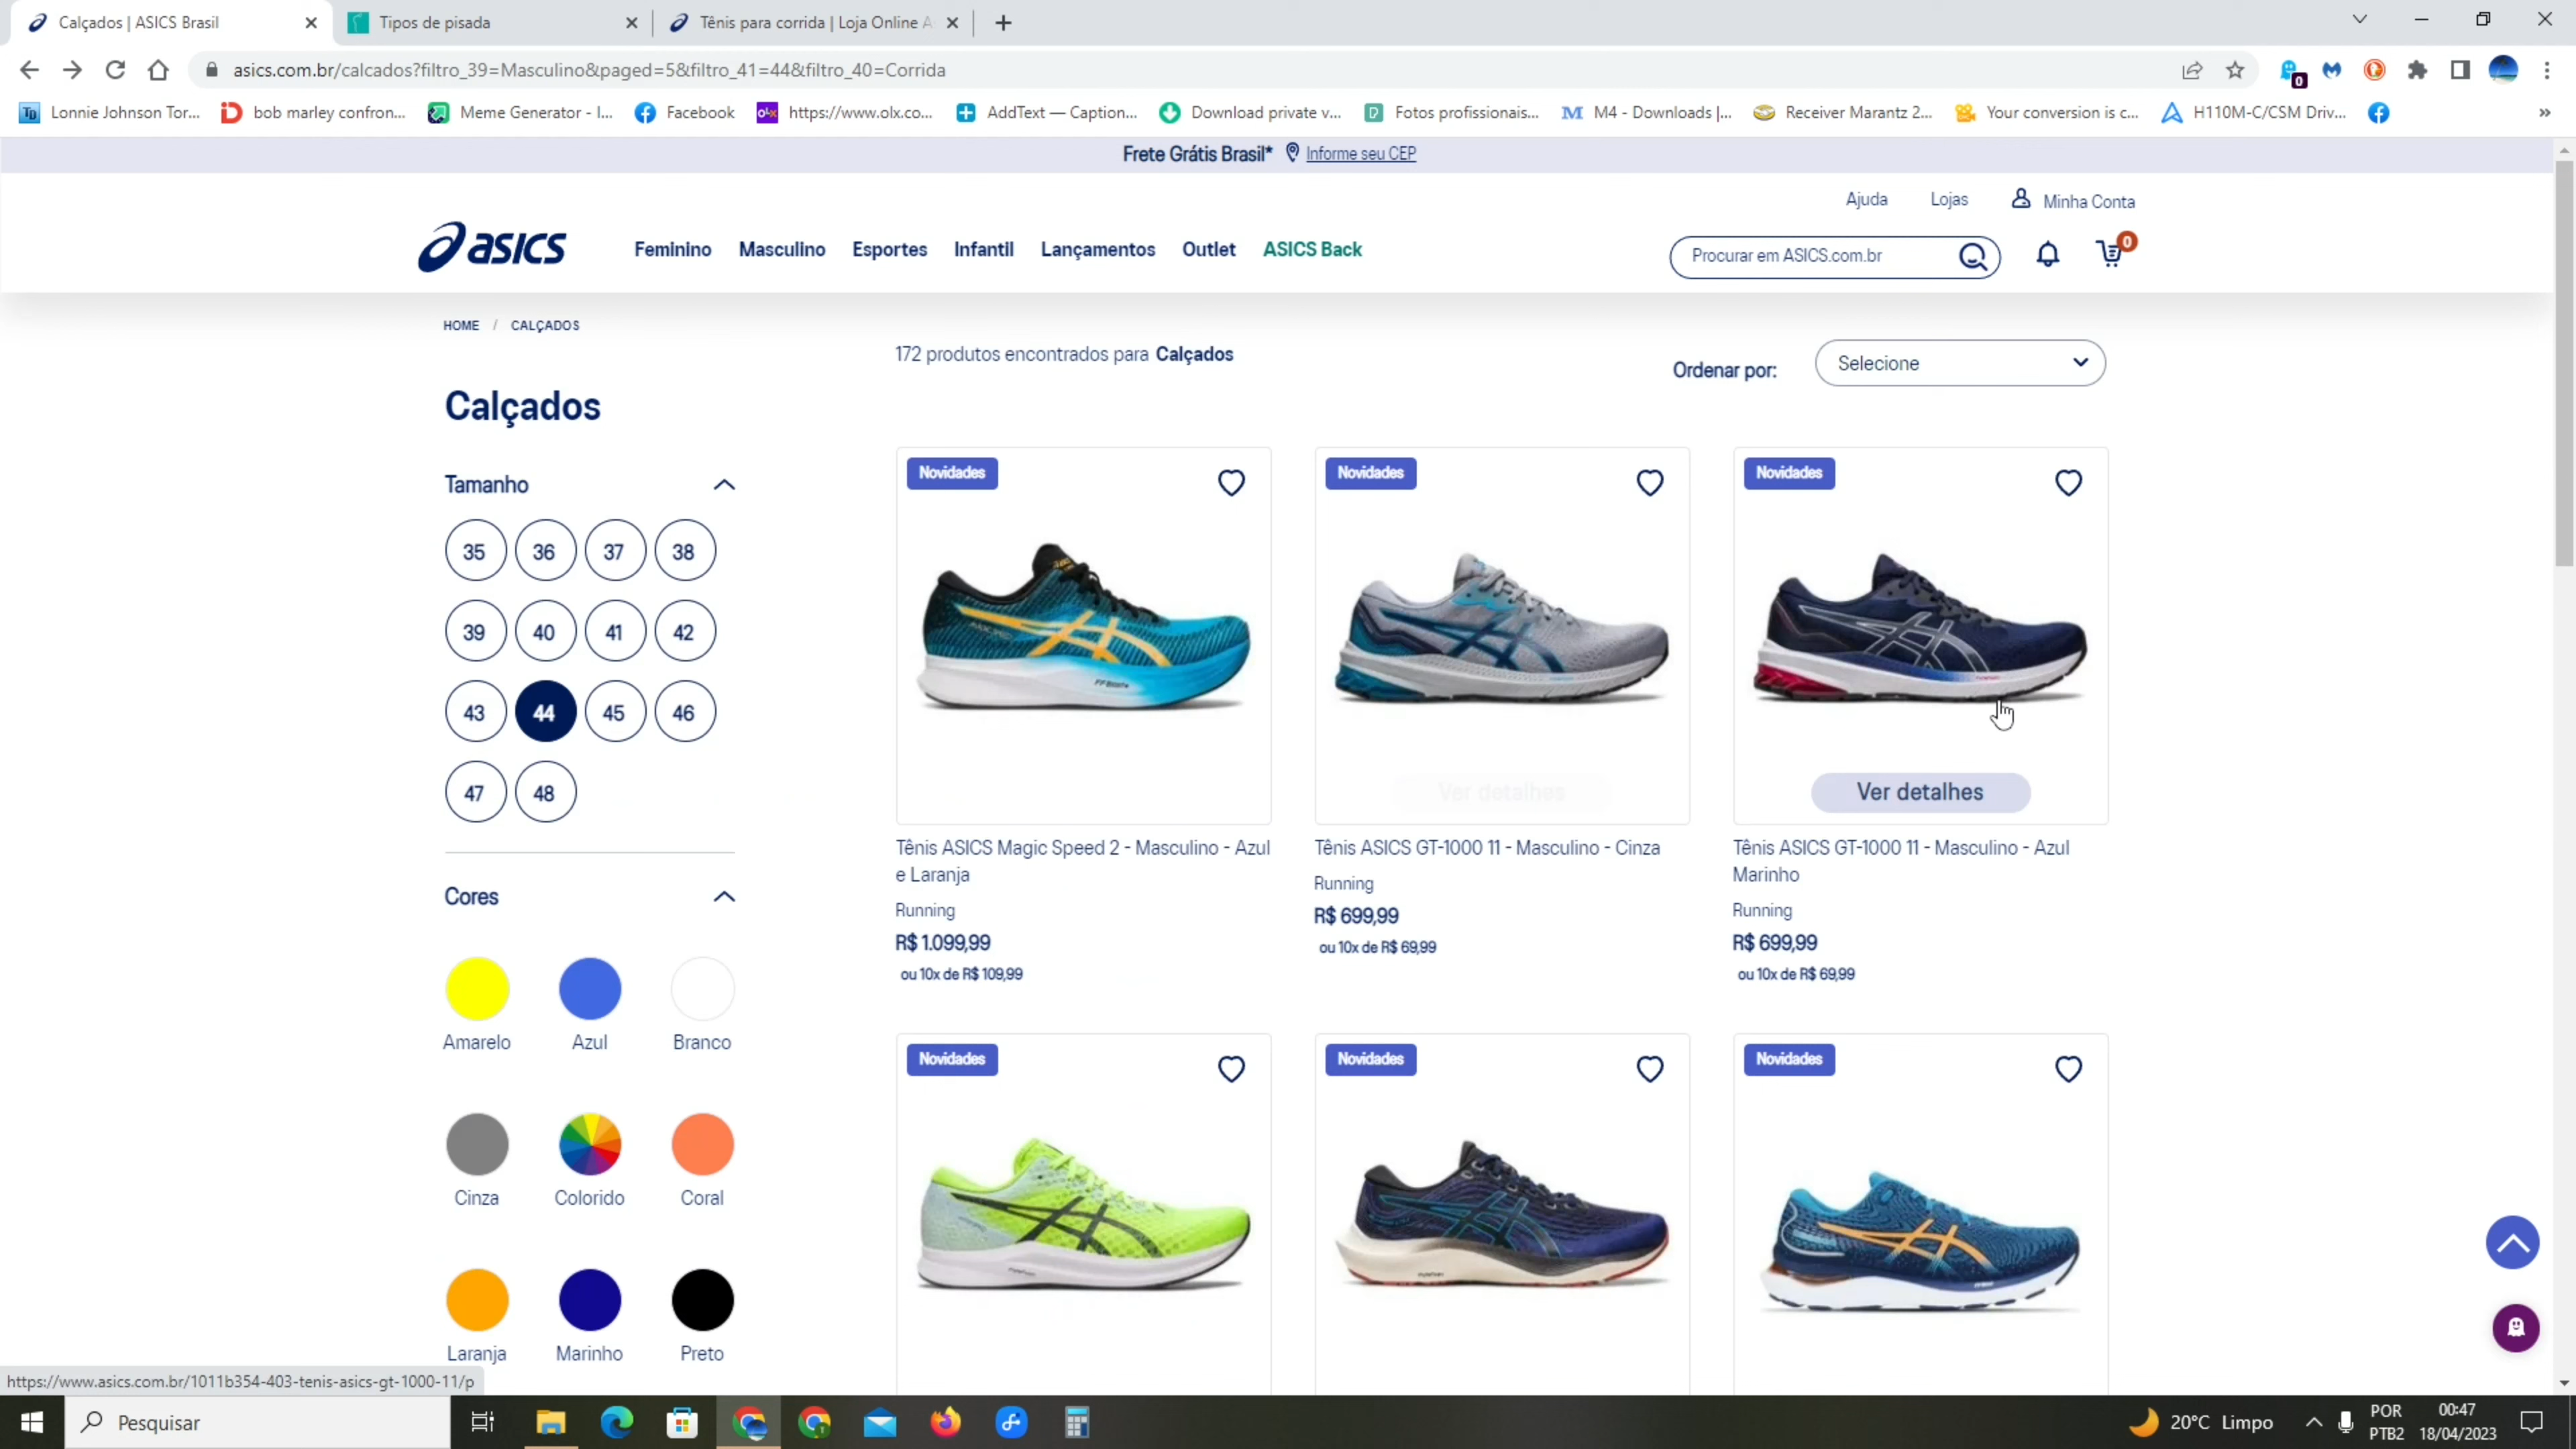 Calçados | ASICS Brasil
Tipos de pisada
Tênis para corrida | Loja Online A
asics.com.br/calcados?filtro_39=Masculino&paged=5&filtro_41=44&filtro_40=Corrida
0
TD Lonnie Johnson Tor...
bob marley confron...
Meme Generator - I...
Facebook
OLX https://www.olx.co...
AddText — Caption...
Download private v...
Fotos profissionais...
M4 - Downloads |...
Receiver Marantz 2...
Your conversion is c...
H110M-C/CSM Driv...
Frete Grátis Brasil* Informe seu CEP
Ajuda Lojas Minha Conta
asics Feminino Masculino Esportes Infantil Lançamentos Outlet ASICS Back
Procurar em ASICS.com.br
0
HOME / CALÇADOS
172 produtos encontrados para Calçados
Ordenar por: Selecione
Calçados
Tamanho
35 36 37 38
39 40 41 42
43 44 45 46
47 48
Cores
Amarelo Azul Branco
Cinza Colorido Coral
Laranja Marinho Preto
Novidades
Tênis ASICS Magic Speed 2 - Masculino - Azul
e Laranja
Running
R$ 1.099,99
ou 10x de R$ 109,99
Novidades
Ver detalhes
Tênis ASICS GT-1000 11 - Masculino - Cinza
Running
R$ 699,99
ou 10x de R$ 69,99
Novidades
Ver detalhes
Tênis ASICS GT-1000 11 - Masculino - Azul
Marinho
Running
R$ 699,99
ou 10x de R$ 69,99
Novidades
Novidades
Novidades
https://www.asics.com.br/1011b354-403-tenis-asics-gt-1000-11/p
Pesquisar
20°C Limpo
POR
PTB2
00:47
18/04/2023